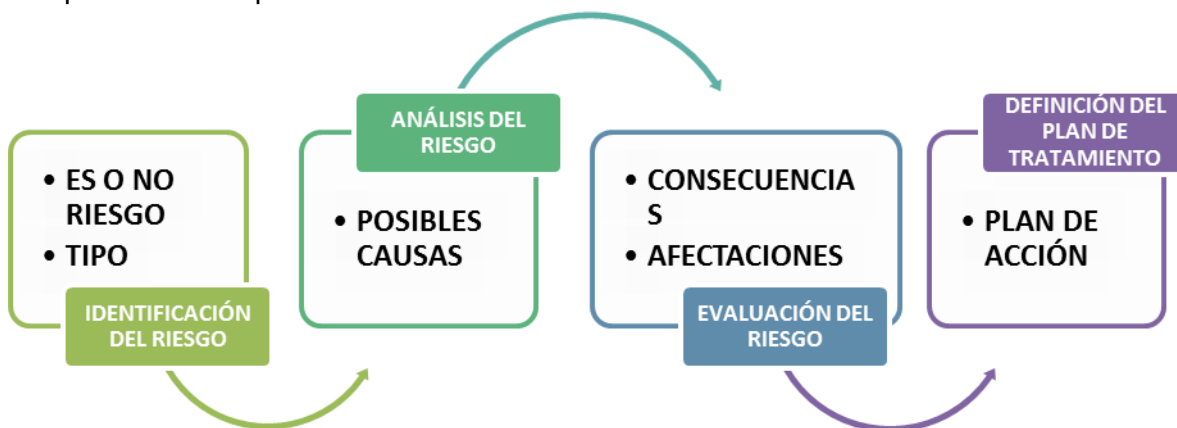 • ES O NO
RIESGO
• TIPO
IDENTIFICACIÓN
DEL RIESGO
ANÁLISIS DEL
RIESGO
• POSIBLES
CAUSAS
• CONSECUENCIA
S
• AFECTACIONES
EVALUACIÓN DEL
RIESGO
DEFINICIÓN DEL
PLAN DE
TRATAMIENTO
• PLAN DE
ACCIÓN